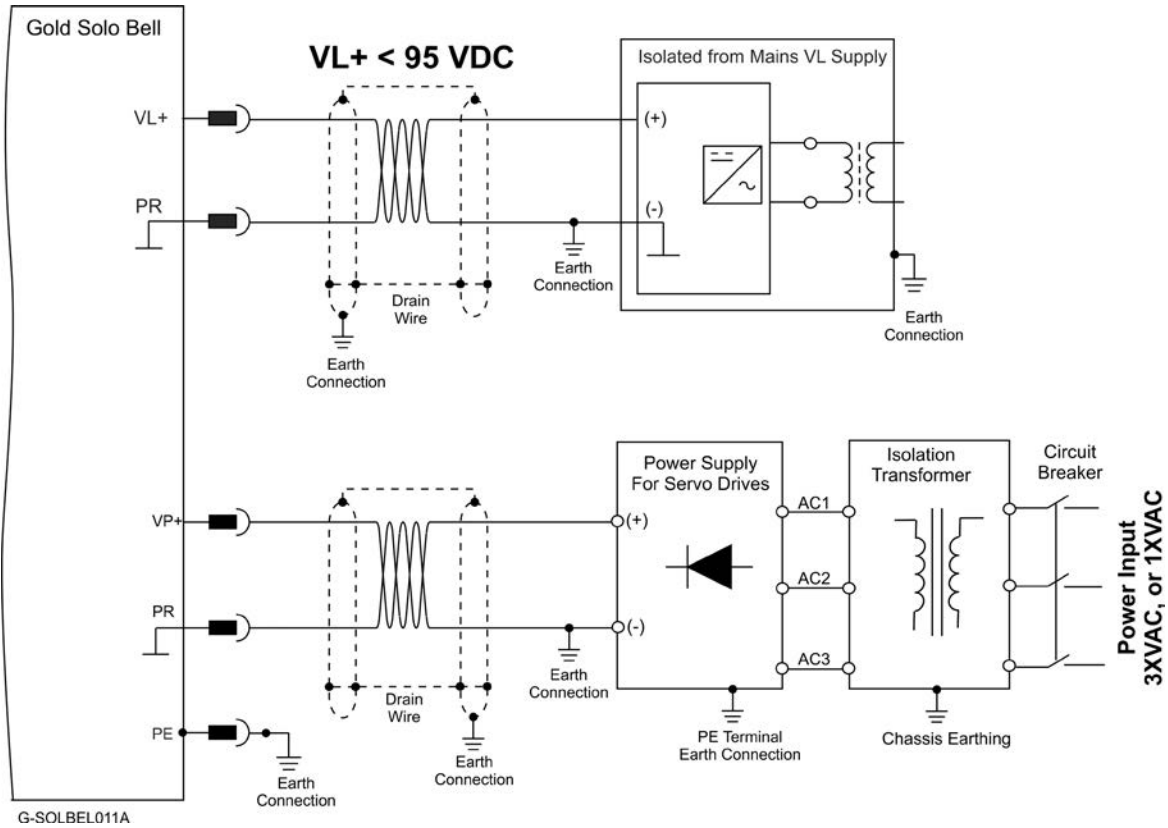 Gold Solo Bell
VL+ < 95 VDC
Isolated from Mains VL Supply
VL+
(+)
PR
(-)
Earth
Connection
Drain
Wire
Earth
Connection
Earth
Connection
Power Supply
For Servo Drives
Isolation
Transformer
Circuit
Breaker
VP+
(+)
AC1
AC2
PR
(-)
AC3
Power Input
3XVAC, or 1XVAC
Earth
Connection
Drain
Wire
PE
PE Terminal
Earth Connection
Chassis Earthing
Earth
Connection
Earth
Connection
G-SOLBEL011A